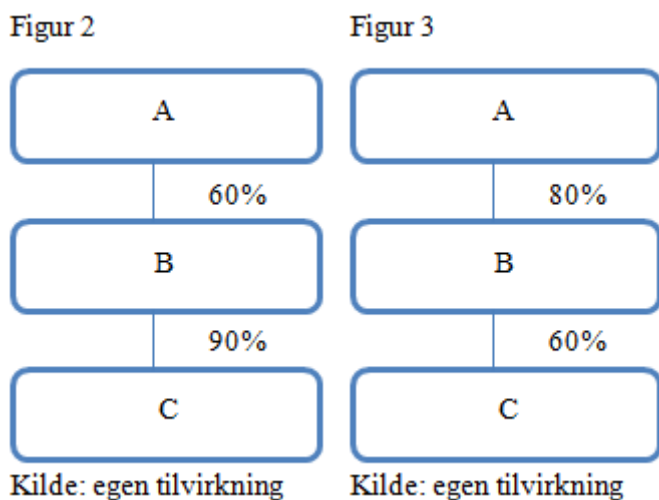 Figur 2
A
60%
B
90%
C
Kilde: egen tilvirkning
Figur 3
A
80%
B
60%
C
Kilde: egen tilvirkning